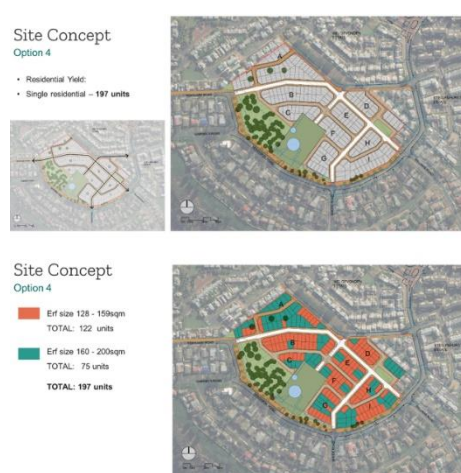 Site Concept
Option 4
• Residential Yield:
• Single residential – 197 units
B
C
D
E
F
G
H
J
Site Concept
Option 4
Erf size 128 - 159sqm
TOTAL: 122 units
Erf size 160 - 200sqm
TOTAL: 75 units
TOTAL: 197 units
A
B
C
D
E
F
G
H
J